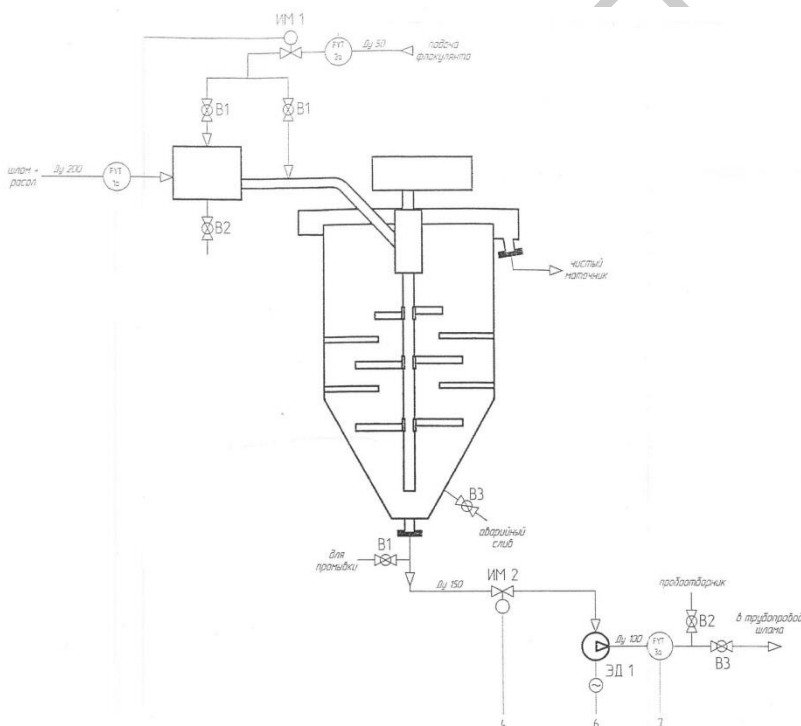 ИМ 1
FYT
2а
Ду 50
подача
флокулянта
В1
В1
шлам +
расол
Ду 200
FYT
1а
В2
чистый
маточник
В3
аварийный
слив
В1
для
промывки
Ду 150
ИМ 2
пробоотборник
В2
в трубопровод
шлама
Ду 100
FYT
3а
В3
ЭД 1
4
6
7